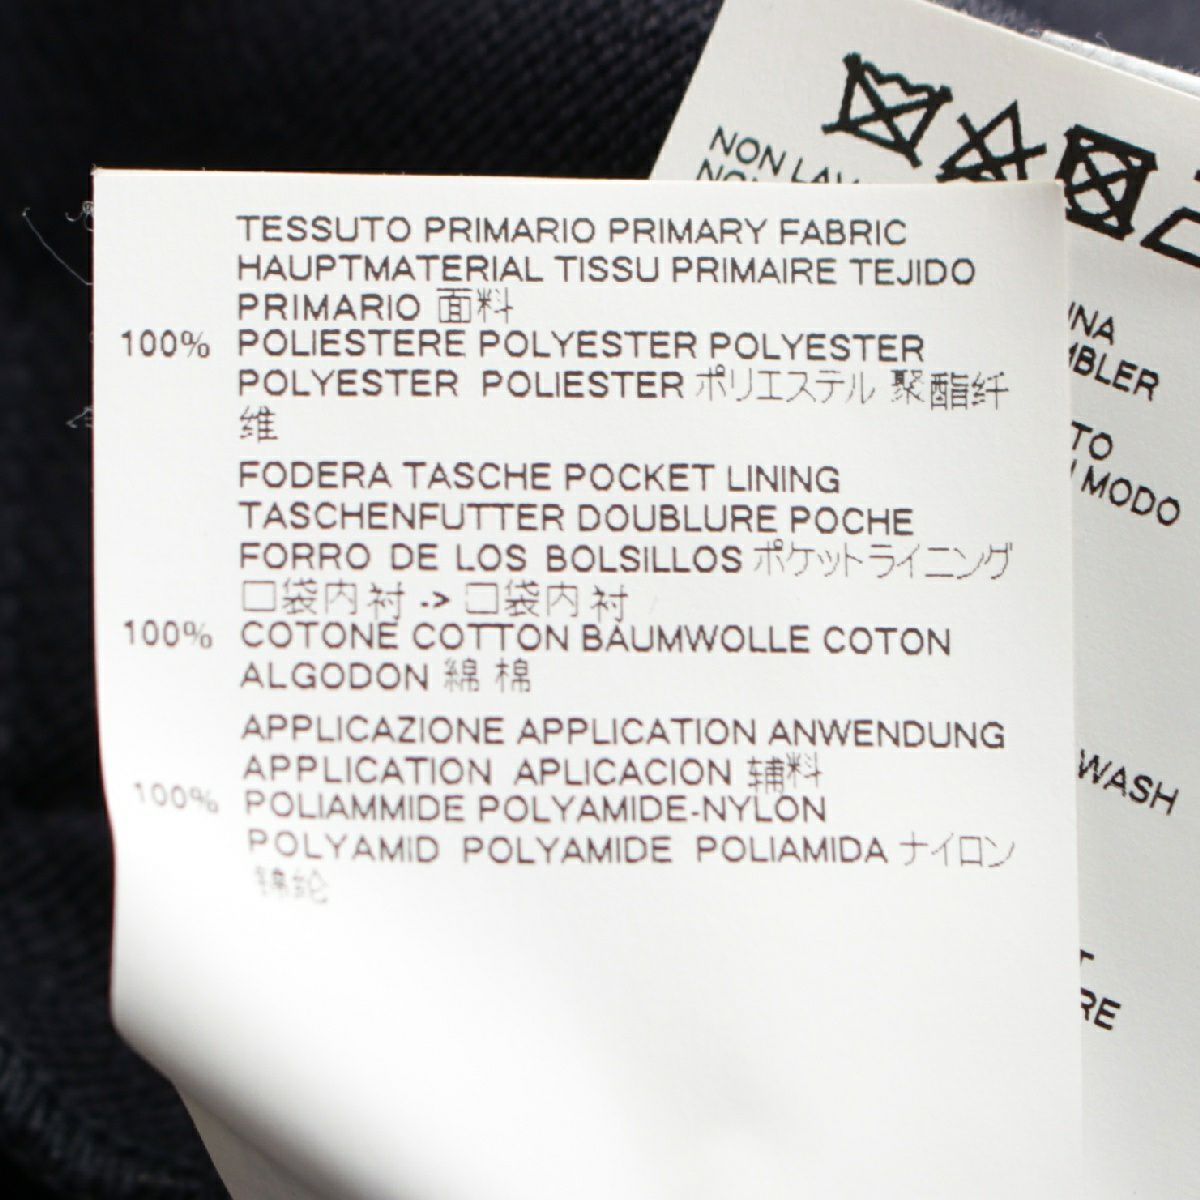 TESSUTO PRIMARIO PRIMARY FABRIC
HAUPTMATERIAL TISSU PRIMAIRE TEJIDO
PRIMARIO 面料
100% POLIESTERE POLYESTER POLYESTER
POLYESTER POLIESTER ポリエステル 聚酯纤
维
FODERA TASCHE POCKET LINING
TASCHENFUTTER DOUBLURE POCHE
FORRO DE LOS BOLSILLOS ポケットライニング
口袋内衬 -> 口袋内衬
100% COTONE COTTON BAUMWOLLE COTON
ALGODON 綿 棉
APPLICAZIONE APPLICATION ANWENDUNG
APPLICATION APLICACION 辅料
100% POLIAMMIDE POLYAMIDE-NYLON
POLYAMID POLYAMIDE POLIAMIDA ナイロン
锦纶
NON LAV
NON
INA
MBLER
TO
MODO
WASH
RE